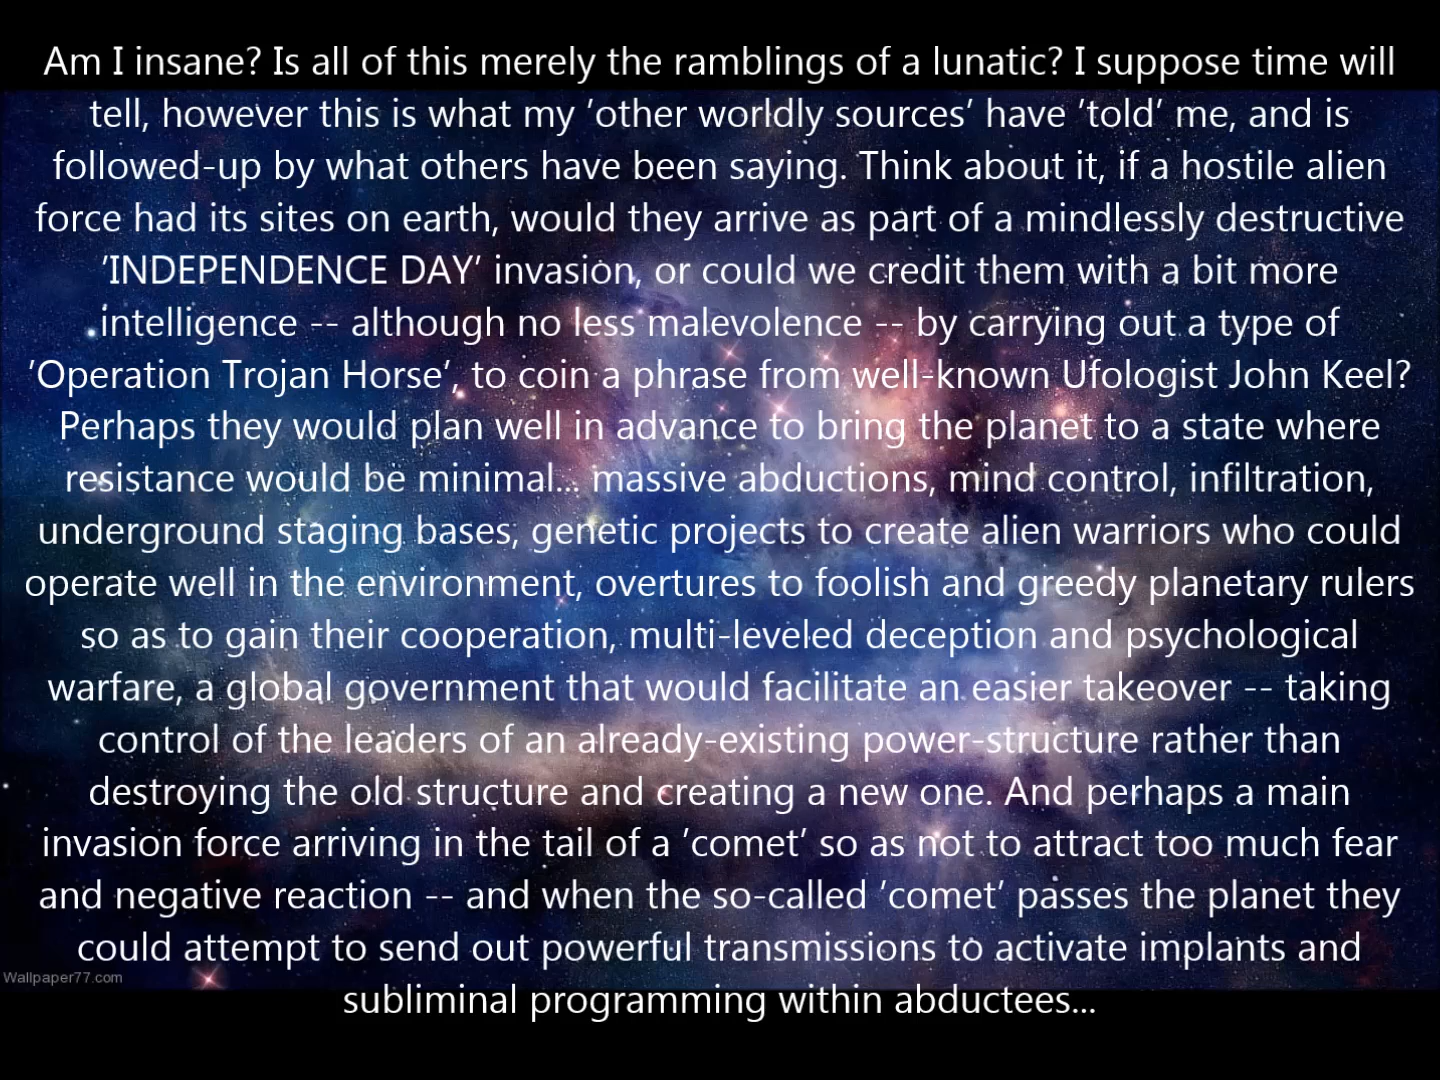 Am I insane? Is all of this merely the ramblings of a lunatic? I suppose time will
tell, however this is what my 'other worldly sources' have 'told' me, and is
followed-up by what others have been saying. Think about it, if a hostile alien
force had its sites on earth, would they arrive as part of a mindlessly destructive
'INDEPENDENCE DAY' invasion, or could we credit them with a bit more
intelligence -- although no less malevolence -- by carrying out a type of
'Operation Trojan Horse', to coin a phrase from well-known Ufologist John Keel?
Perhaps they would plan well in advance to bring the planet to a state where
resistance would be minimal... massive abductions, mind control, infiltration,
underground staging bases, genetic projects to create alien warriors who could
operate well in the environment, overtures to foolish and greedy planetary rulers
so as to gain their cooperation, multi-leveled deception and psychological
warfare, a global government that would facilitate an easier takeover -- taking
control of the leaders of an already-existing power-structure rather than
destroying the old structure and creating a new one. And perhaps a main
invasion force arriving in the tail of a 'comet' so as not to attract too much fear
and negative reaction -- and when the so-called 'comet' passes the planet they
could attempt to send out powerful transmissions to activate implants and
Wallpaper77.com
subliminal programming within abductees...